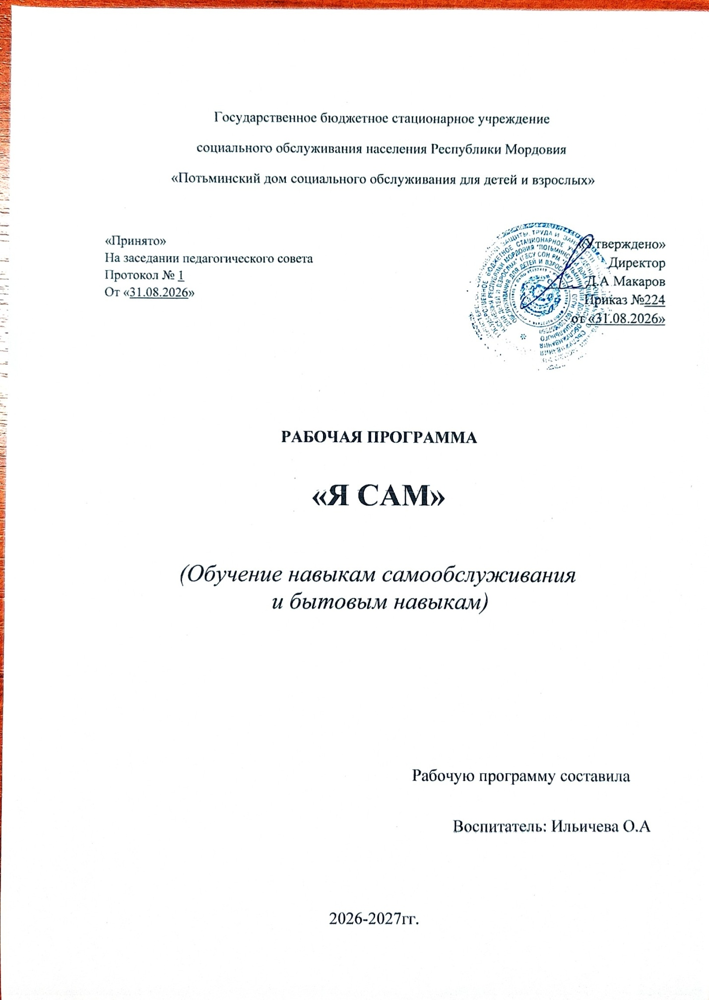 Государственное бюджетное стационарное учреждение
социального обслуживания населения Республики Мордовия
«Потьминский дом социального обслуживания для детей и взрослых»
«Принято»
На заседании педагогического совета
Протокол № 1
От «31.08.2026»
«Утверждено»
Директор
Д.А Макаров
Приказ №224
от «31.08.2026»
РАБОЧАЯ ПРОГРАММА
«Я САМ»
(Обучение навыкам самообслуживания
и бытовым навыкам)
Рабочую программу составила
Воспитатель: Ильичева О.А
2026-2027гг.